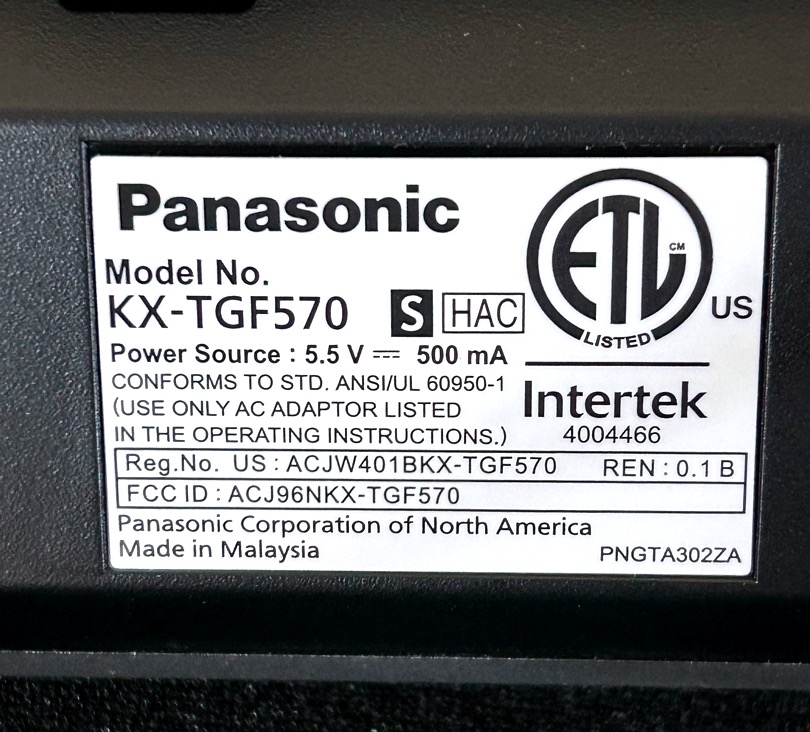 Panasonic
ETL CM
LISTED
US
Intertek
4004466
Model No.
KX-TGF570 S HAC
Power Source : 5.5 V ⎓ 500 mA
CONFORMS TO STD. ANSI/UL 60950-1
(USE ONLY AC ADAPTOR LISTED
IN THE OPERATING INSTRUCTIONS.)
Reg.No. US : ACJW401BKX-TGF570 REN : 0.1 B
FCC ID : ACJ96NKX-TGF570
Panasonic Corporation of North America
Made in Malaysia PNGTA302ZA